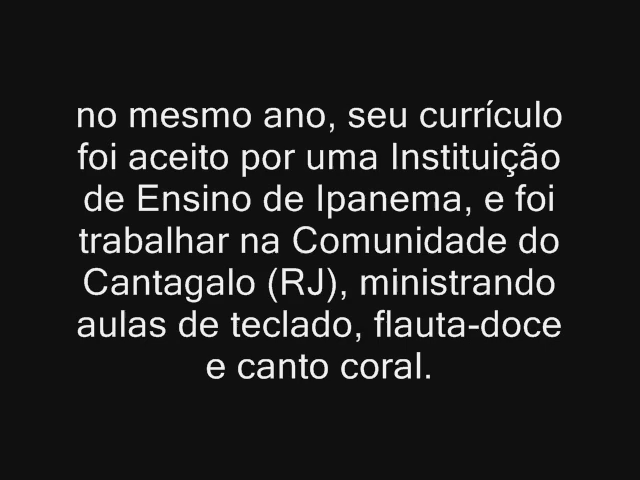 no mesmo ano, seu currículo
foi aceito por uma Instituição
de Ensino de Ipanema, e foi
trabalhar na Comunidade do
Cantagalo (RJ), ministrando
aulas de teclado, flauta-doce
e canto coral.